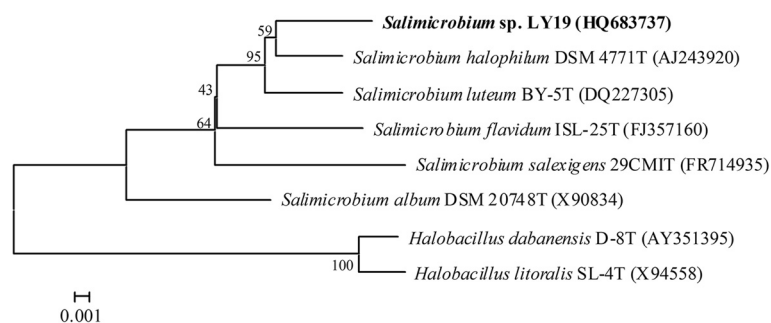 59
Salimicrobium sp. LY19 (HQ683737)
95
Salimicrobium halophilum DSM 4771T (AJ243920)
43
Salimicrobium luteum BY-5T (DQ227305)
64
Salimicrobium flavidum ISL-25T (FJ357160)
Salimicrobium salexigens 29CMIT (FR714935)
Salimicrobium album DSM 20748T (X90834)
Halobacillus dabanensis D-8T (AY351395)
100
Halobacillus litoralis SL-4T (X94558)
0.001